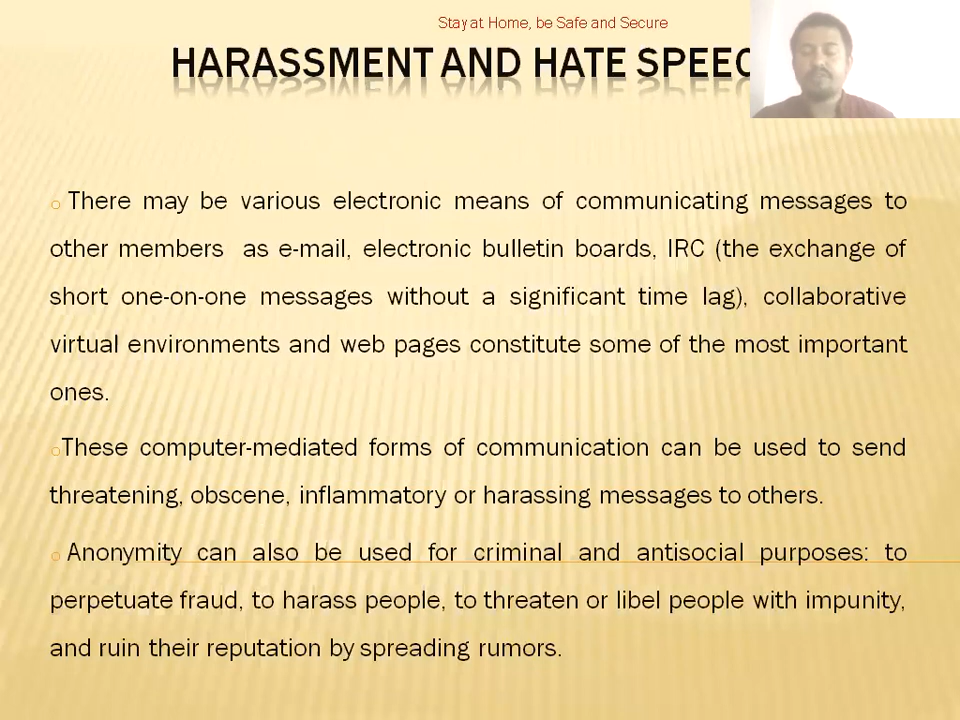 Stay at Home, be Safe and Secure
HARASSMENT AND HATE SPEEC
There may be various electronic means of communicating messages to
other members as e-mail, electronic bulletin boards, IRC (the exchange of
short one-on-one messages without a significant time lag), collaborative
virtual environments and web pages constitute some of the most important
ones.
These computer-mediated forms of communication can be used to send
threatening, obscene, inflammatory or harassing messages to others.
Anonymity can also be used for criminal and antisocial purposes: to
perpetuate fraud, to harass people, to threaten or libel people with impunity,
and ruin their reputation by spreading rumors.